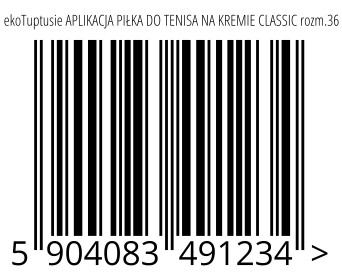 ekoTuptusie APLIKACJA PIŁKA DO TENISA NA KREMIE CLASSIC rozm.36
5 904083 491234 >